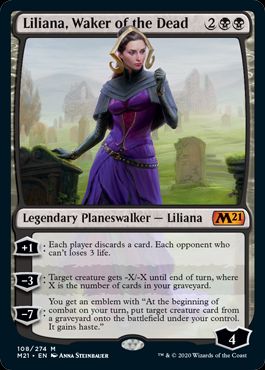 Liliana, Waker of the Dead 2
Legendary Planeswalker — Liliana M21
+1 : Each player discards a card. Each opponent who
can't loses 3 life.
-3 : Target creature gets -X/-X until end of turn, where
X is the number of cards in your graveyard.
You get an emblem with “At the beginning of
-7 : combat on your turn, put target creature card
from a graveyard onto the battlefield under your control.
It gains haste.”
4
108/274 M
M21 • EN Anna Steinbauer ™ & © 2020 Wizards of the Coast